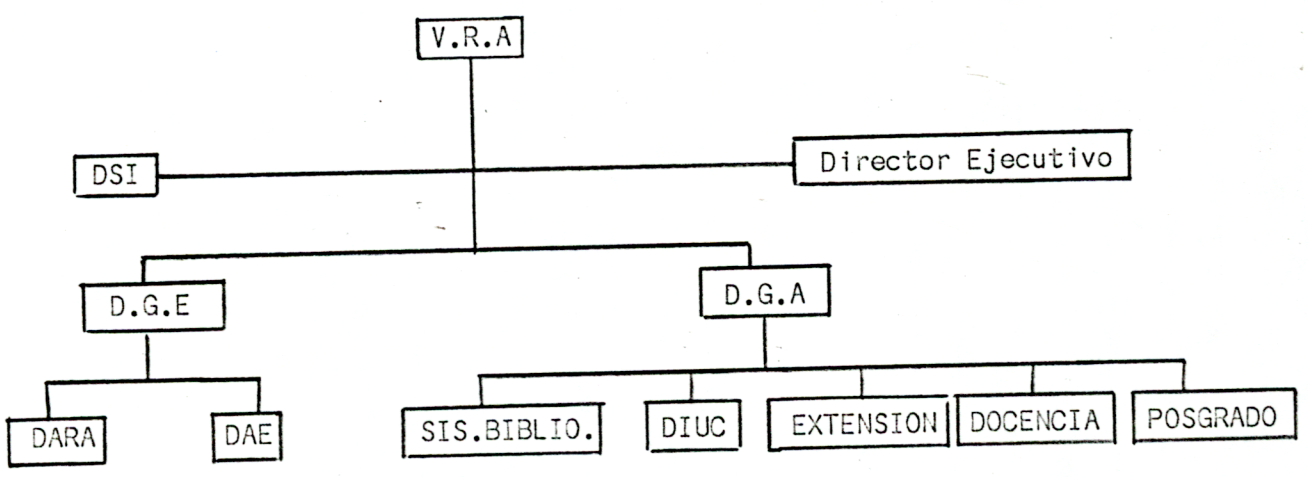 V.R.A
DSI
Director Ejecutivo
D.G.E
D.G.A
DARA
DAE
SIS.BIBLIO.
DIUC
EXTENSION
DOCENCIA
POSGRADO